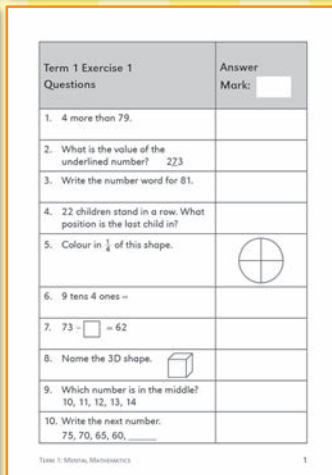 Term 1 Exercise 1
Questions
Answer
Mark:
1. 4 more than 79.
2. What is the value of the
underlined number? 273
3. Write the number word for 81.
4. 22 children stand in a row. What
position is the last child in?
5. Colour in 1/4 of this shape.
6. 9 tens 4 ones =
7. 73 - □ = 62
8. Name the 3D shape.
9. Which number is in the middle?
10, 11, 12, 13, 14
10. Write the next number.
75, 70, 65, 60, ______
Term 1: Mental Mathematics 1